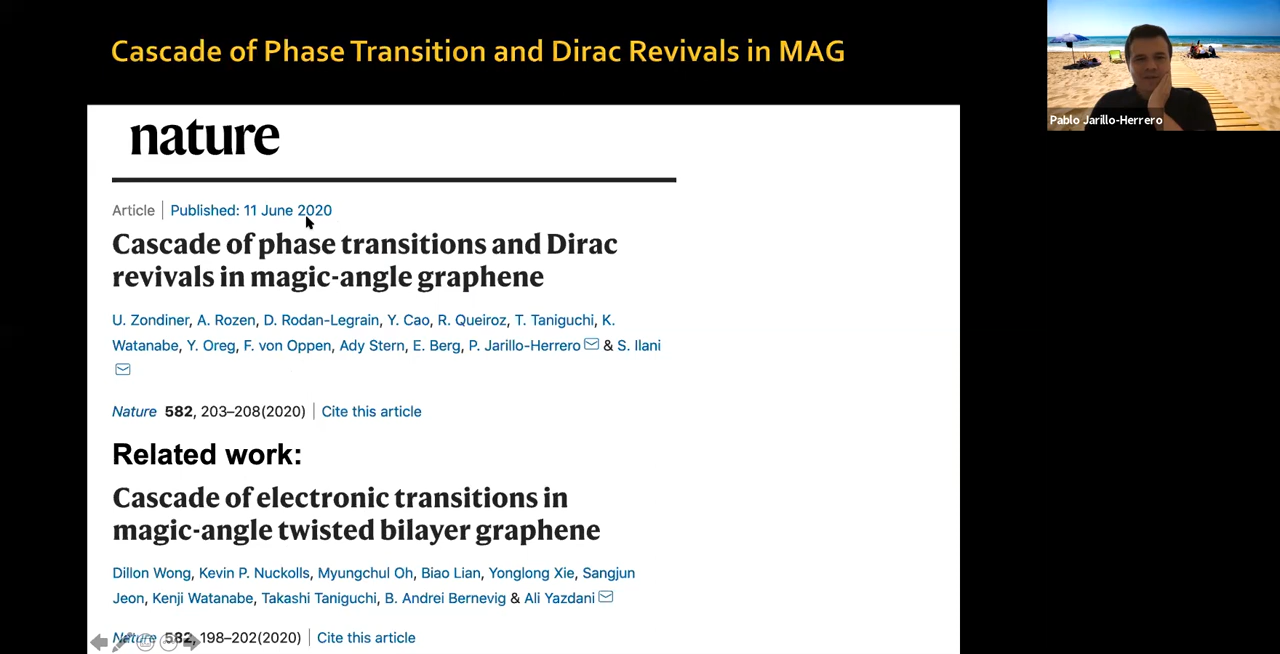 Cascade of Phase Transition and Dirac Revivals in MAG
Pablo Jarillo-Herrero
nature
Article | Published: 11 June 2020
Cascade of phase transitions and Dirac
revivals in magic-angle graphene
U. Zondiner, A. Rozen, D. Rodan-Legrain, Y. Cao, R. Queiroz, T. Taniguchi, K.
Watanabe, Y. Oreg, F. von Oppen, Ady Stern, E. Berg, P. Jarillo-Herrero & S. Ilani
Nature 582, 203–208(2020) | Cite this article
Related work:
Cascade of electronic transitions in
magic-angle twisted bilayer graphene
Dillon Wong, Kevin P. Nuckolls, Myungchul Oh, Biao Lian, Yonglong Xie, Sangjun
Jeon, Kenji Watanabe, Takashi Taniguchi, B. Andrei Bernevig & Ali Yazdani
Nature 582, 198–202(2020) | Cite this article